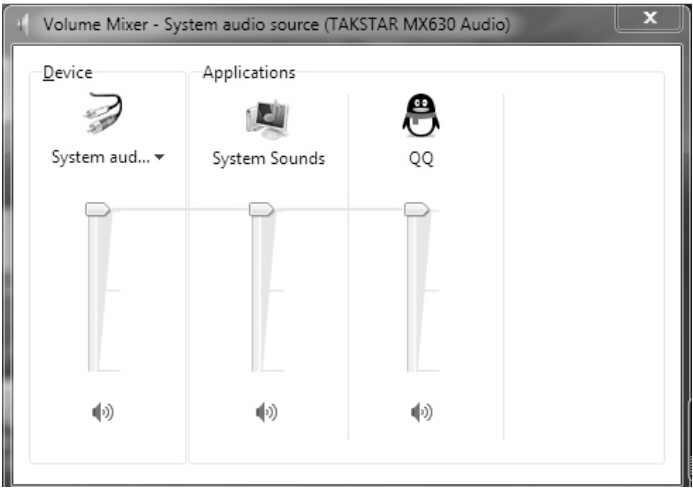 Volume Mixer - System audio source (TAKSTAR MX630 Audio)
Device
Applications
System aud...
System Sounds
QQ